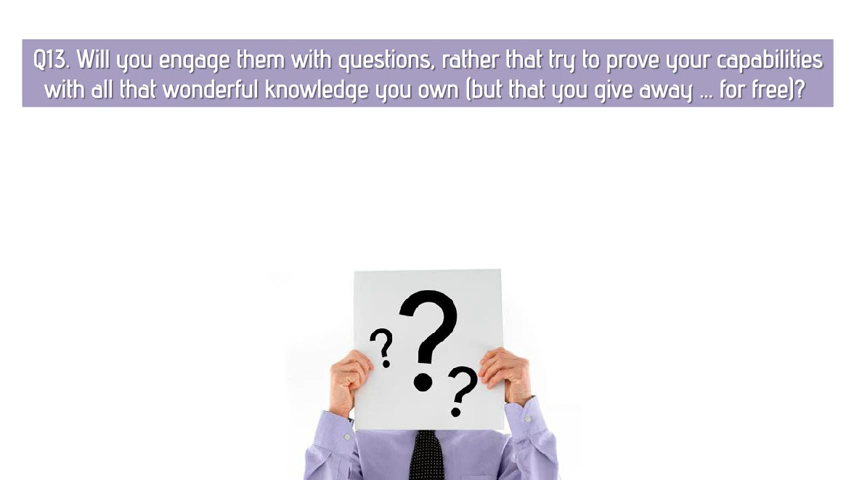 Q13. Will you engage them with questions, rather that try to prove your capabilities
with all that wonderful knowledge you own (but that you give away ... for free)?
?
?
?